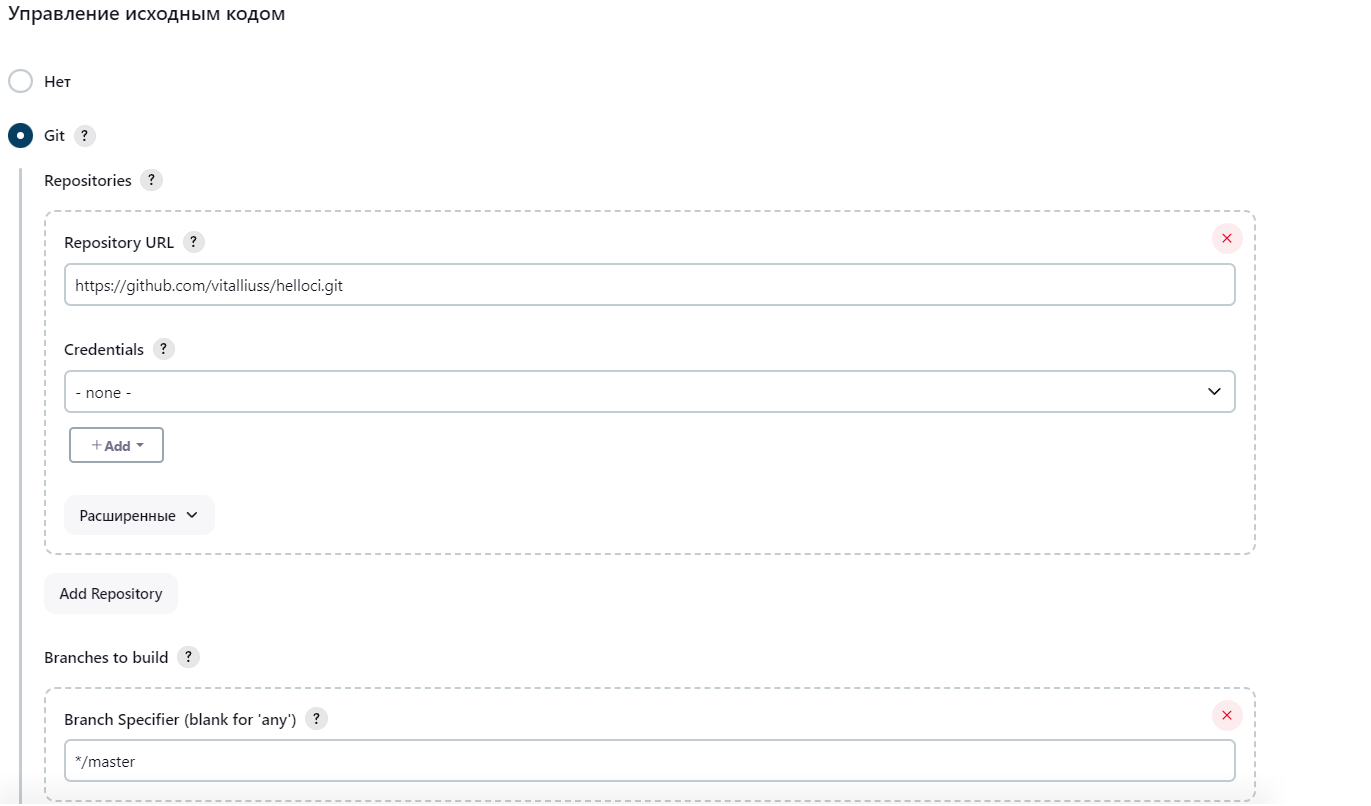 Управление исходным кодом
Нет
Git ?
Repositories ?
Repository URL ?
https://github.com/vitalliuss/helloci.git
Credentials ?
- none -
+ Add
Расширенные
Add Repository
Branches to build ?
Branch Specifier (blank for 'any') ?
*/master